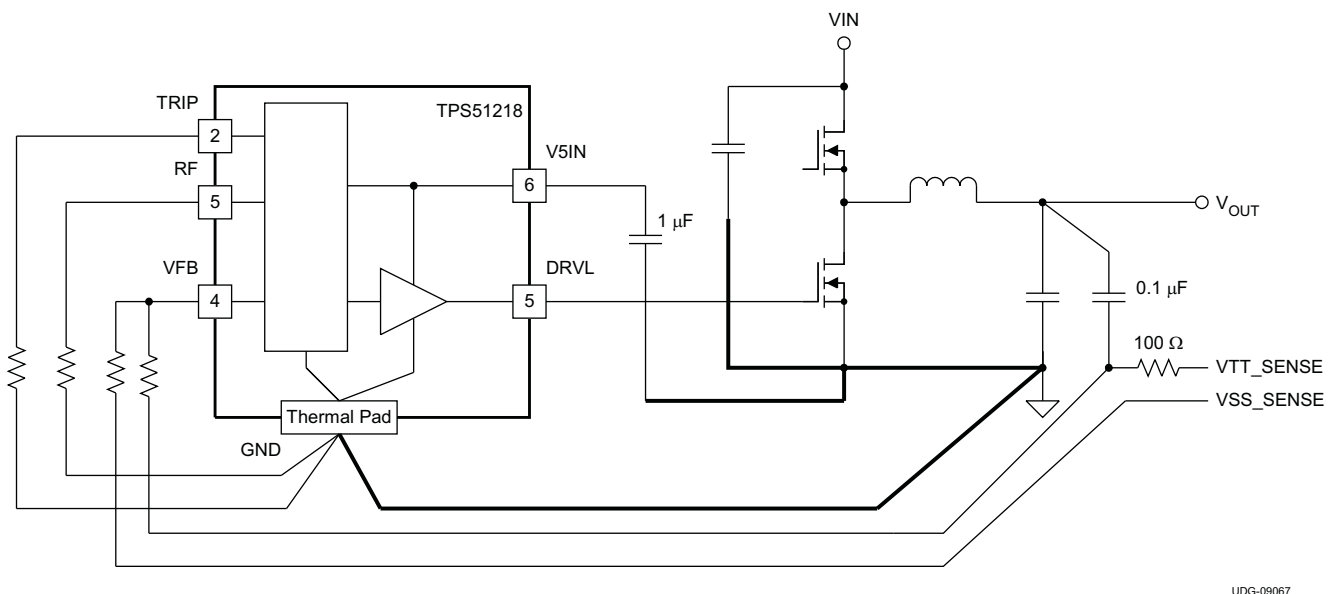 VIN
TRIP
TPS51218
2
V5IN
RF
6
5
1 μF
VOUT
VFB
DRVL
4
5
0.1 μF
100 Ω
VTT_SENSE
VSS_SENSE
Thermal Pad
GND
UDG-09067